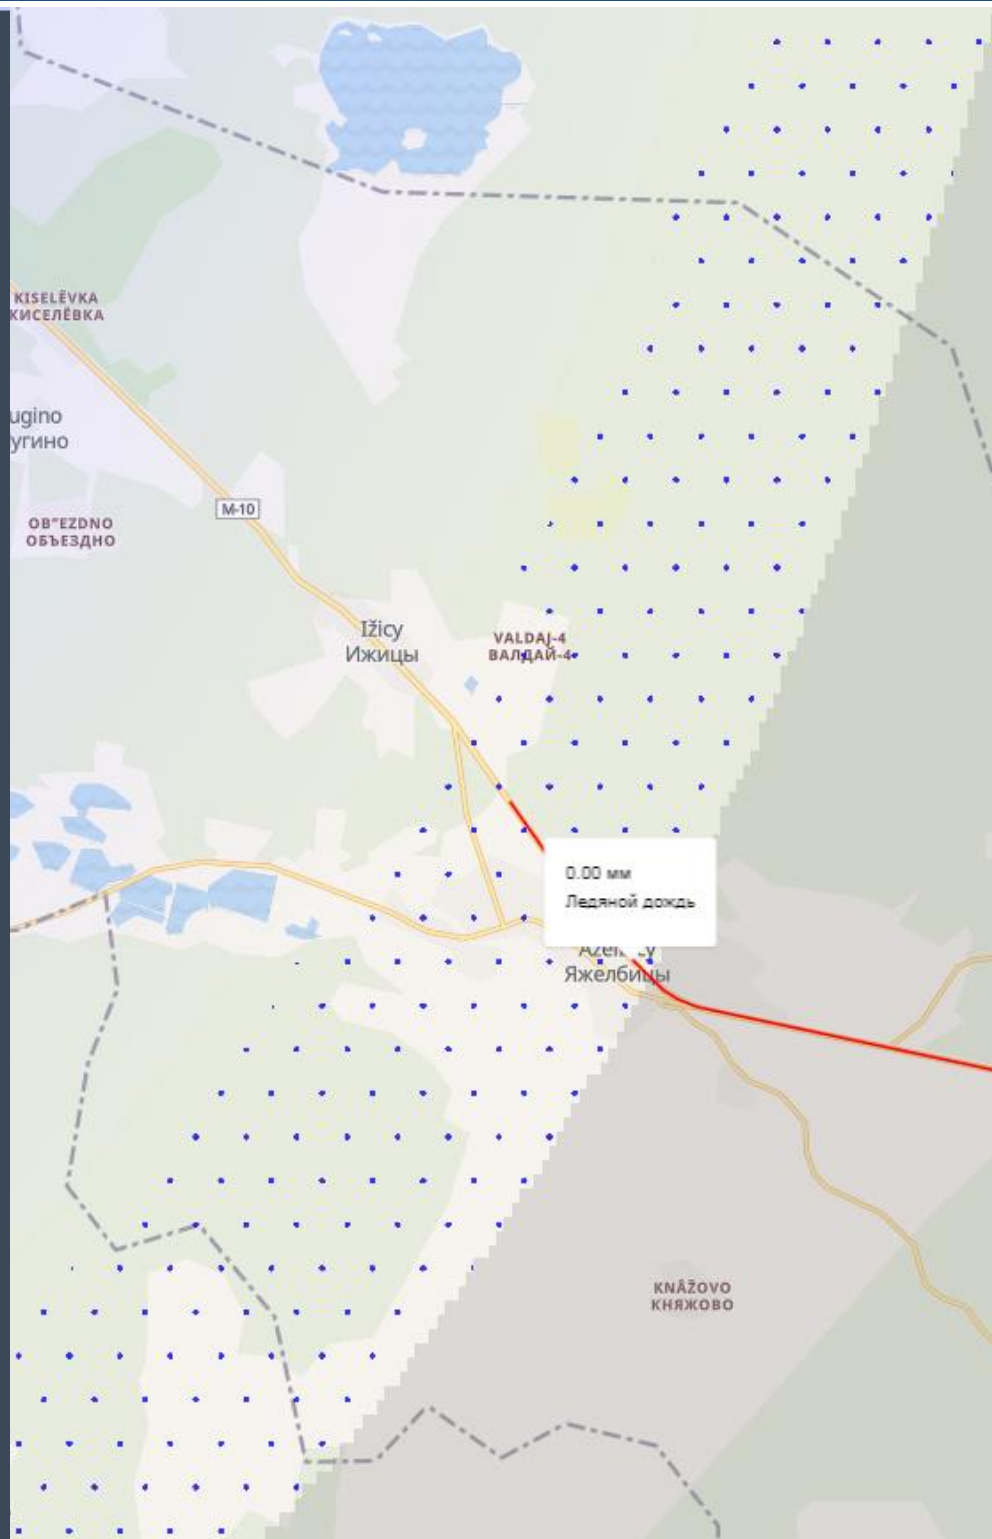 KISELËVKA
КИСЕЛЁВКА
ugino
угино
M-10
OB"EZDNO
ОБЪЕЗДНО
Ižicy
Ижицы
VALDAJ-4
ВАЛДАЙ-4
0.00 мм
Ледяной дождь
Яжелбицы
KNÂŽOVO
КНЯЖОВО